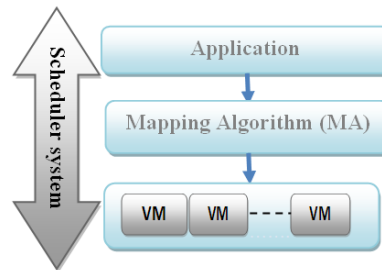 Scheduler system
Application
Mapping Algorithm (MA)
VM VM VM